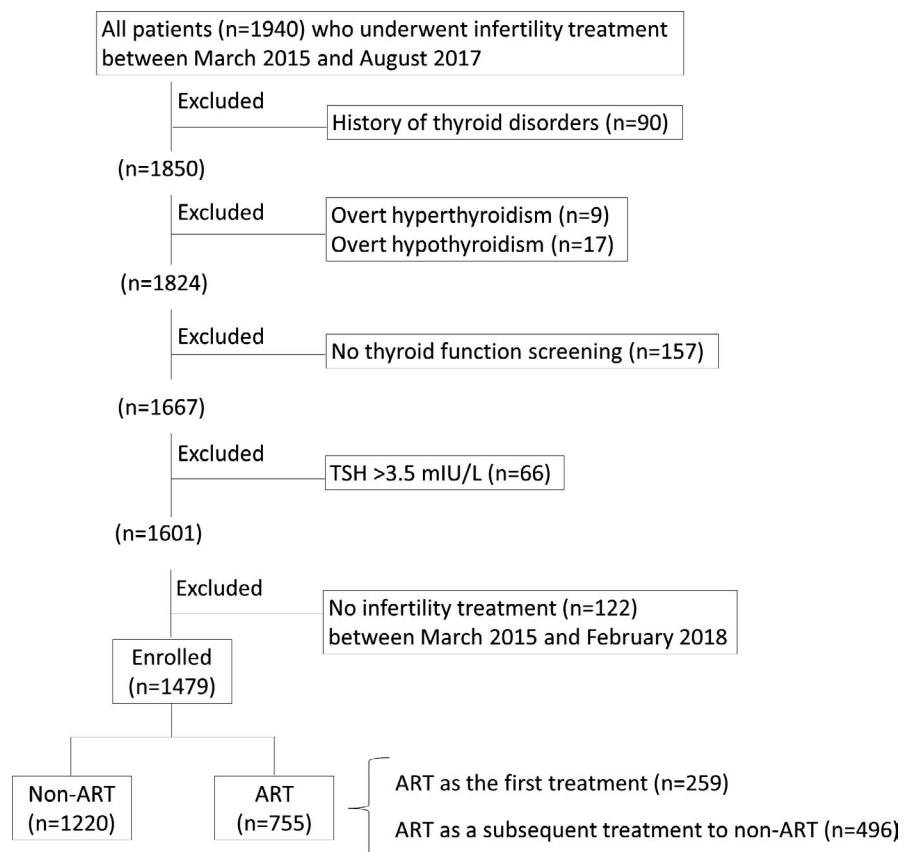 All patients (n=1940) who underwent infertility treatment
between March 2015 and August 2017
Excluded
History of thyroid disorders (n=90)
(n=1850)
Excluded
Overt hyperthyroidism (n=9)
Overt hypothyroidism (n=17)
(n=1824)
Excluded
No thyroid function screening (n=157)
(n=1667)
Excluded
TSH >3.5 mIU/L (n=66)
(n=1601)
Excluded
No infertility treatment (n=122)
between March 2015 and February 2018
Enrolled
(n=1479)
Non-ART
(n=1220)
ART
(n=755)
ART as the first treatment (n=259)
ART as a subsequent treatment to non-ART (n=496)